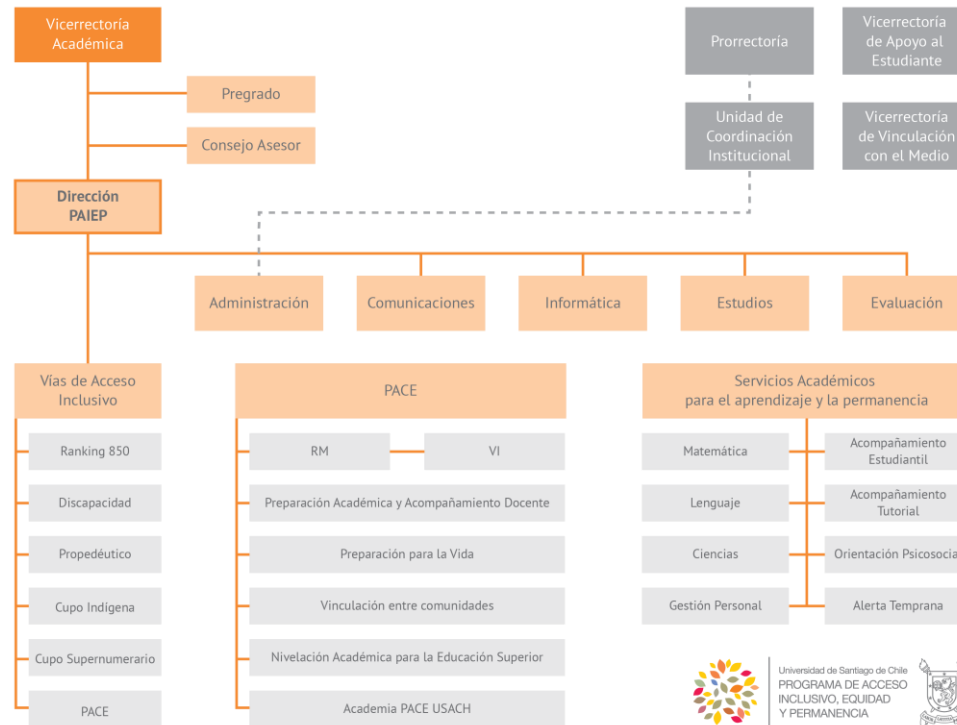 Vicerrectoría
Académica
Prorrectoría
Vicerrectoría
de Apoyo al
Estudiante
Pregrado
Consejo Asesor
Unidad de
Coordinación
Institucional
Vicerrectoría
de Vinculación
con el Medio
Dirección
PAIEP
Administración
Comunicaciones
Informática
Estudios
Evaluación
Vías de Acceso
Inclusivo
Ranking 850
Discapacidad
Propedéutico
Cupo Indígena
Cupo Supernumerario
PACE
PACE
RM
VI
Preparación Académica y Acompañamiento Docente
Preparación para la Vida
Vinculación entre comunidades
Nivelación Académica para la Educación Superior
Academia PACE USACH
Servicios Académicos
para el aprendizaje y la permanencia
Matemática
Acompañamiento
Estudiantil
Lenguaje
Acompañamiento
Tutorial
Ciencias
Orientación Psicosocia
Gestión Personal
Alerta Temprana
Universidad de Santiago de Chile
PROGRAMA DE ACCESO
INCLUSIVO, EQUIDAD
Y PERMANENCIA